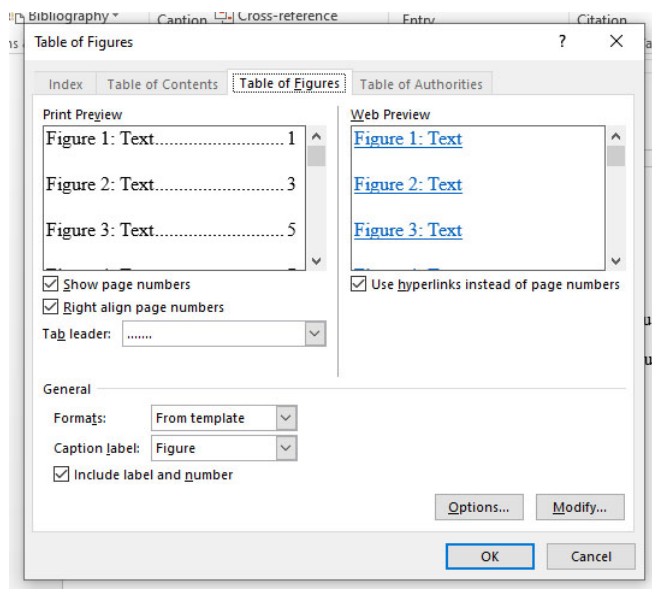 Bibliography
Caption
Cross-reference
Entry
Citation
Table of Figures
?
Index
Table of Contents
Table of Figures
Table of Authorities
Print Preview
Web Preview
Figure 1: Text..............................1
Figure 1: Text
Figure 2: Text..............................3
Figure 2: Text
Figure 3: Text..............................5
Figure 3: Text
Show page numbers
Use hyperlinks instead of page numbers
Right align page numbers
Tab leader: .......
General
Formats: From template
Caption label: Figure
Include label and number
Options...
Modify...
OK
Cancel